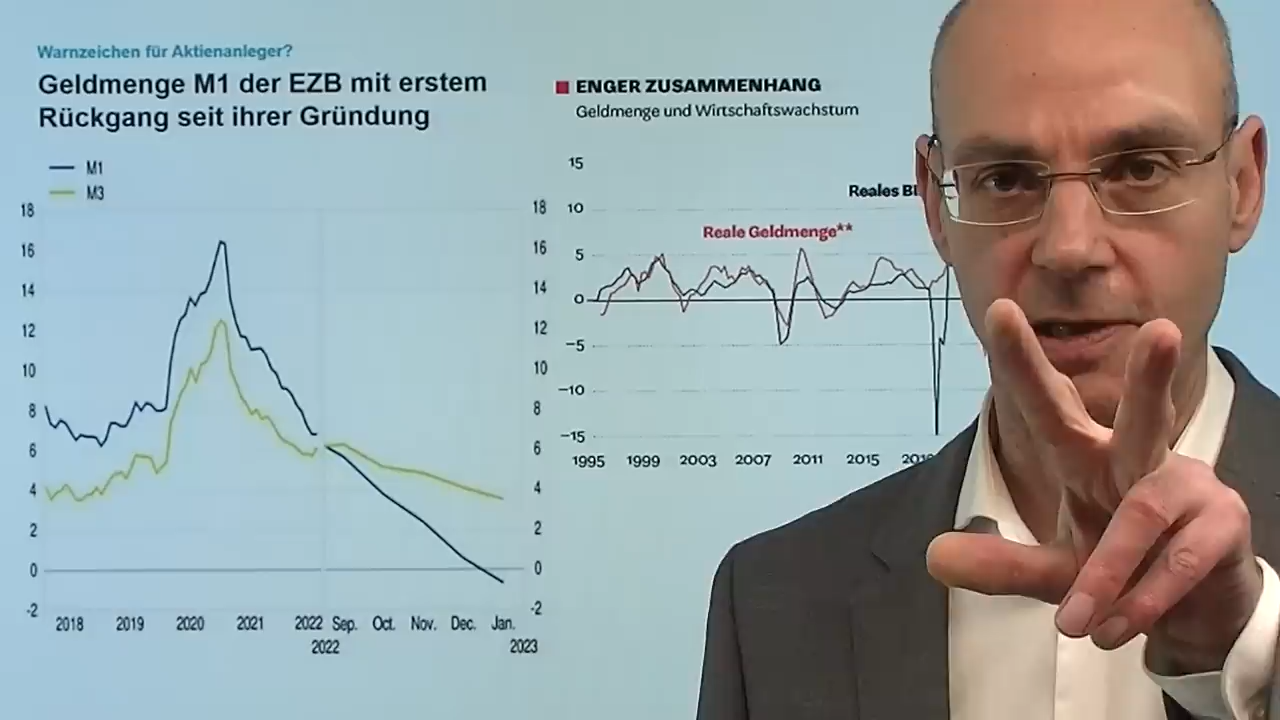 Warnzeichen für Aktienanleger?
Geldmenge M1 der EZB mit erstem
Rückgang seit ihrer Gründung
M1
M3
18 18
16 16
14 14
12 12
10 10
8 8
6 6
4 4
2 2
0 0
-2 -2
2018 2019 2020 2021 2022 Sep. Oct. Nov. Dec. Jan.
2022 2023
ENGER ZUSAMMENHANG
Geldmenge und Wirtschaftswachstum
15
Reales
10
Reale Geldmenge**
5
0
−5
−10
−15
1995 1999 2003 2007 2011 2015